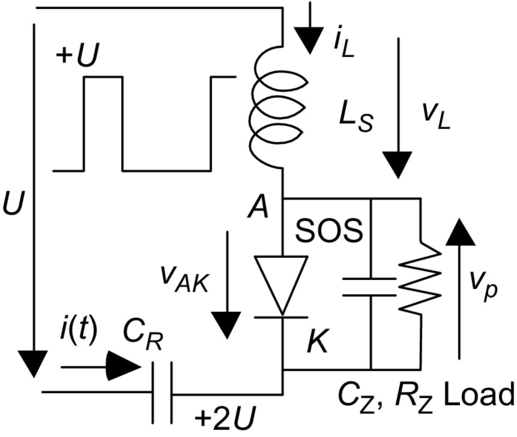 i_L
+U
L_S
v_L
U
A
SOS
v_AK
v_p
i(t)
C_R
K
+2U
C_Z, R_Z Load